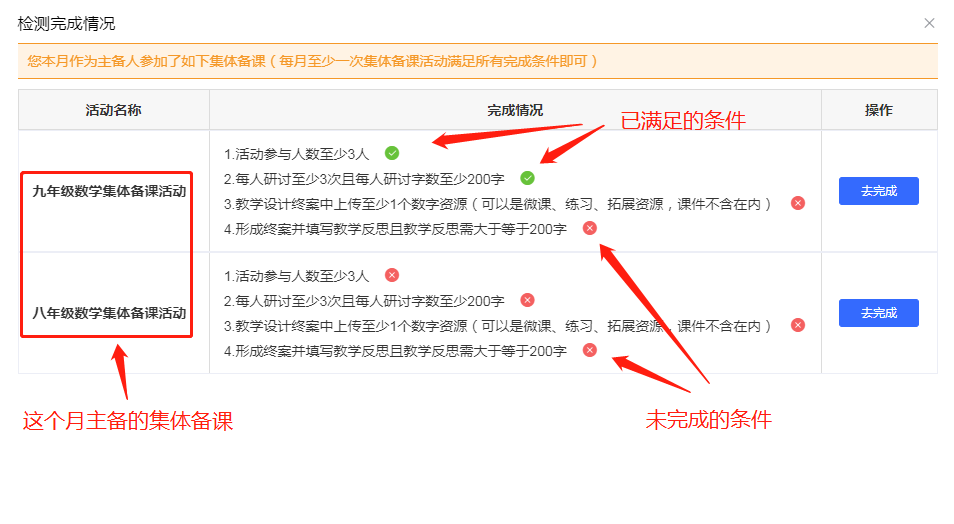 检测完成情况
您本月作为主备人参加了如下集体备课（每月至少一次集体备课活动满足所有完成条件即可）
活动名称 完成情况 操作
已满足的条件
九年级数学集体备课活动
1.活动参与人数至少3人
2.每人研讨至少3次且每人研讨字数至少200字
3.教学设计终案中上传至少1个数字资源（可以是微课、练习、拓展资源，课件不含在内）
4.形成终案并填写教学反思且教学反思需大于等于200字
去完成
八年级数学集体备课活动
1.活动参与人数至少3人
2.每人研讨至少3次且每人研讨字数至少200字
3.教学设计终案中上传至少1个数字资源（可以是微课、练习、拓展资源，课件不含在内）
4.形成终案并填写教学反思且教学反思需大于等于200字
去完成
这个月主备的集体备课
未完成的条件